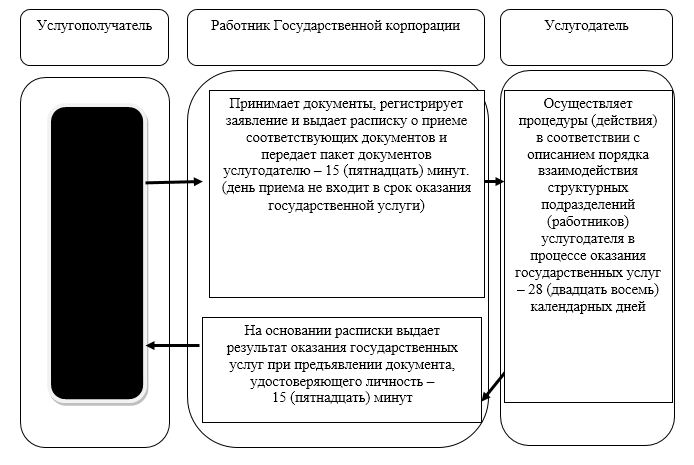 Услугополучатель
Работник Государственной корпорации
Услугодатель
Принимает документы, регистрирует
заявление и выдает расписку о приеме
соответствующих документов и
передает пакет документов
услугодателю – 15 (пятнадцать) минут.
(день приема не входит в срок оказания
государственной услуги)
Осуществляет
процедуры (действия)
в соответствии с
описанием порядка
взаимодействия
структурных
подразделений
(работников)
услугодателя в
процессе оказания
государственных услуг
– 28 (двадцать восемь)
календарных дней
На основании расписки выдает
результат оказания государственных
услуг при предъявлении документа,
удостоверяющего личность –
15 (пятнадцать) минут